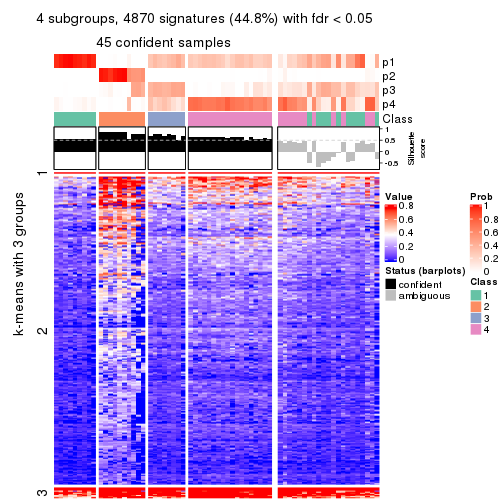 4 subgroups, 4870 signatures (44.8%) with fdr < 0.05
45 confident samples
p1
p2
p3
p4
Class
1
0.5
0
-0.5
Silhouette
score
k-means with 3 groups
1
2
3
Value
0.8
0.6
0.4
0.2
0
Status (barplots)
confident
ambiguous
Prob
1
0.8
0.6
0.4
0.2
0
Class
1
2
3
4